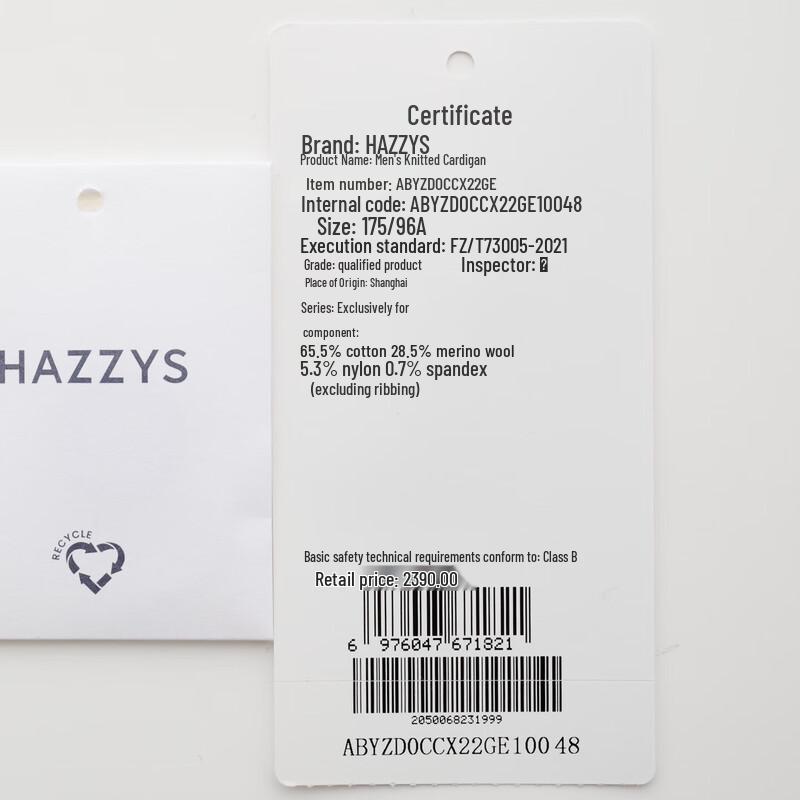 Certificate
Brand: HAZZYS
Product Name: Men's Knitted Cardigan
Item number: ABYZD0CCX22GE
Internal code: ABYZD0CCX22GE10048
Size: 175/96A
Execution standard: FZ/T73005-2021
Grade: qualified product Inspector:
Place of Origin: Shanghai
Series: Exclusively for
component:
65.5% cotton 28.5% merino wool
5.3% nylon 0.7% spandex
(excluding ribbing)
HAZZYS
RECYCLE
Basic safety technical requirements conform to: Class B
Retail price: 2390.00
6 976047 671821
2050068231999
ABYZD0CCX22GE10048